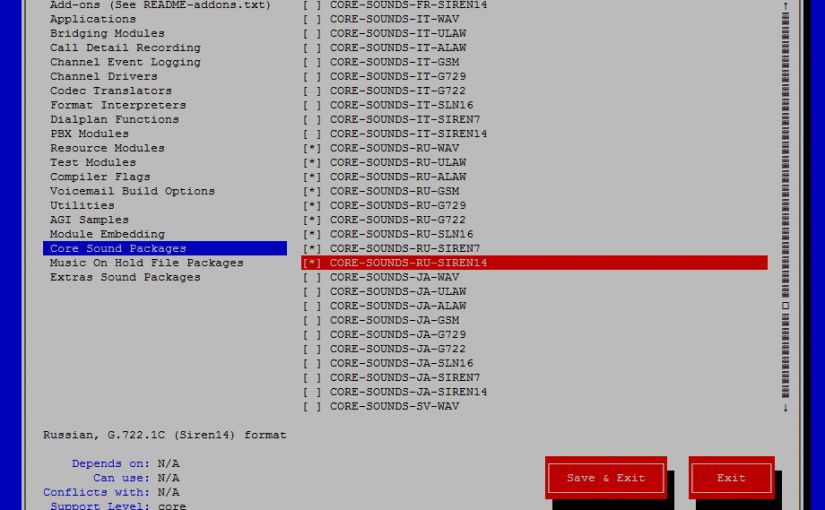 Add-ons (See README-addons.txt)
Applications
Bridging Modules
Call Detail Recording
Channel Event Logging
Channel Drivers
Codec Translators
Format Interpreters
Dialplan Functions
PBX Modules
Resource Modules
Test Modules
Compiler Flags
Voicemail Build Options
Utilities
AGI Samples
Module Embedding
Core Sound Packages
Music On Hold File Packages
Extras Sound Packages
[ ] CORE-SOUNDS-FR-SIREN14
[ ] CORE-SOUNDS-IT-WAV
[ ] CORE-SOUNDS-IT-ULAW
[ ] CORE-SOUNDS-IT-ALAW
[ ] CORE-SOUNDS-IT-GSM
[ ] CORE-SOUNDS-IT-G729
[ ] CORE-SOUNDS-IT-G722
[ ] CORE-SOUNDS-IT-SLN16
[ ] CORE-SOUNDS-IT-SIREN7
[ ] CORE-SOUNDS-IT-SIREN14
[*] CORE-SOUNDS-RU-WAV
[*] CORE-SOUNDS-RU-ULAW
[*] CORE-SOUNDS-RU-ALAW
[*] CORE-SOUNDS-RU-GSM
[*] CORE-SOUNDS-RU-G729
[*] CORE-SOUNDS-RU-G722
[*] CORE-SOUNDS-RU-SLN16
[*] CORE-SOUNDS-RU-SIREN7
[*] CORE-SOUNDS-RU-SIREN14
[ ] CORE-SOUNDS-JA-WAV
[ ] CORE-SOUNDS-JA-ULAW
[ ] CORE-SOUNDS-JA-ALAW
[ ] CORE-SOUNDS-JA-GSM
[ ] CORE-SOUNDS-JA-G729
[ ] CORE-SOUNDS-JA-G722
[ ] CORE-SOUNDS-JA-SLN16
[ ] CORE-SOUNDS-JA-SIREN7
[ ] CORE-SOUNDS-JA-SIREN14
[ ] CORE-SOUNDS-SV-WAV
Russian, G.722.1C (Siren14) format
Depends on: N/A
Can use: N/A
Conflicts with: N/A
Support Level: core
Save & Exit
Exit